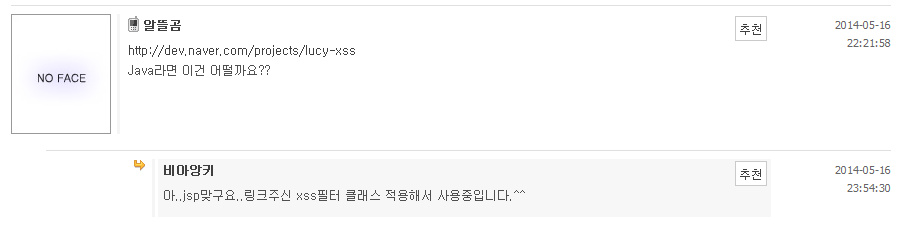 알뜰곰
추천
2014-05-16
22:21:58
NO FACE
http://dev.naver.com/projects/lucy-xss
Java라면 이건 어떨까요??
비아앙키
추천
2014-05-16
23:54:30
아..jsp맞구요..링크주신 xss필터 클래스 적용해서 사용중입니다.^^